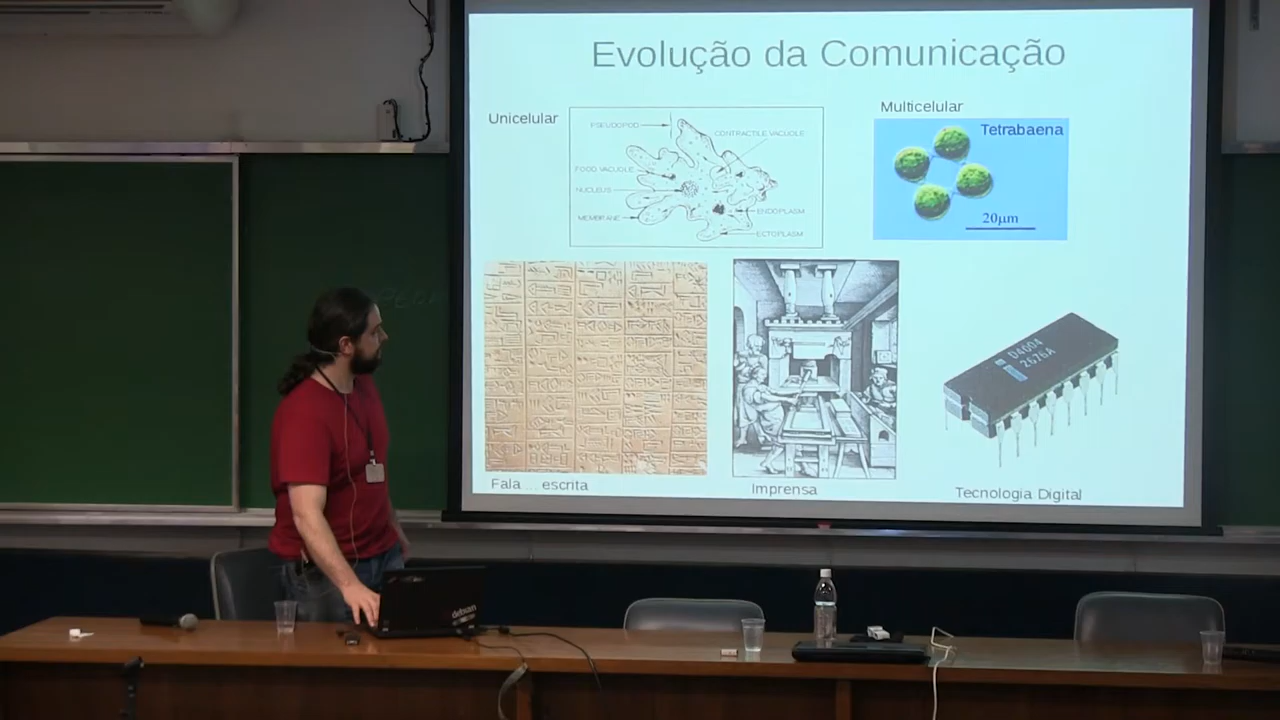 Evolução da Comunicação
Unicelular
PSEUDOPOD
CONTRACTILE VACUOLE
FOOD VACUOLE
NUCLEUS
MEMBRANE
ENDOPLASM
ECTOPLASM
Multicelular
Tetrabaena
20μm
D4004
2676A
Fala ... escrita
Imprensa
Tecnologia Digital
debian